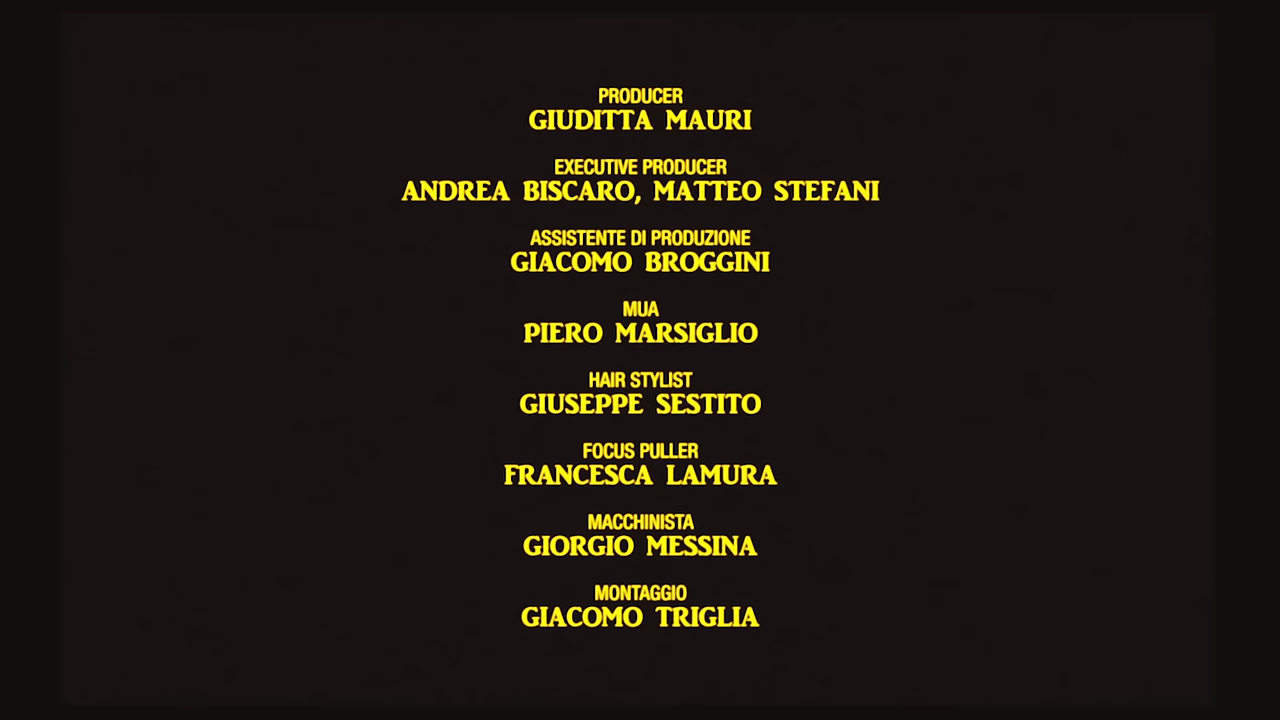 PRODUCER
GIUDITTA MAURI
EXECUTIVE PRODUCER
ANDREA BISCARO, MATTEO STEFANI
ASSISTENTE DI PRODUZIONE
GIACOMO BROGGINI
MUA
PIERO MARSIGLIO
HAIR STYLIST
GIUSEPPE SESTITO
FOCUS PULLER
FRANCESCA LAMURA
MACCHINISTA
GIORGIO MESSINA
MONTAGGIO
GIACOMO TRIGLIA